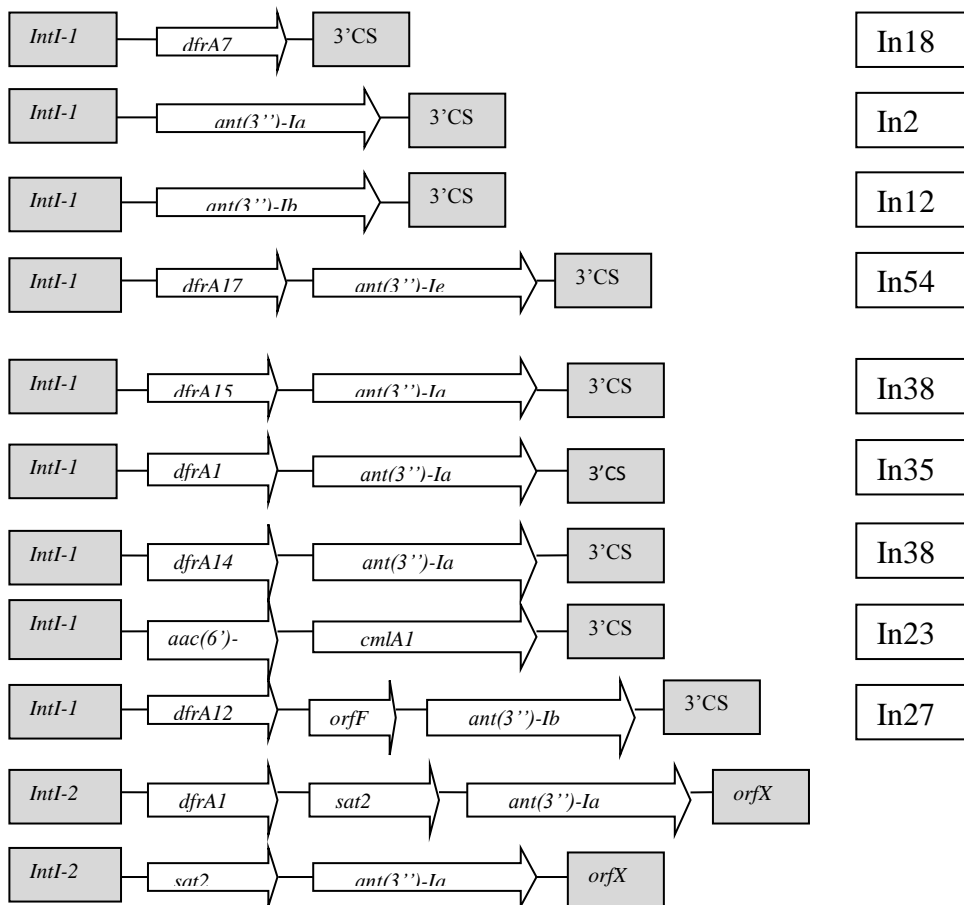 IntI-1 dfrA7 3'CS In18
IntI-1 ant(3'')-Ia 3'CS In2
IntI-1 ant(3'')-Ib 3'CS In12
IntI-1 dfrA17 ant(3'')-Ie 3'CS In54
IntI-1 dfrA15 ant(3'')-Ia 3'CS In38
IntI-1 dfrA1 ant(3'')-Ia 3'CS In35
IntI-1 dfrA14 ant(3'')-Ia 3'CS In38
IntI-1 aac(6')- cmlA1 3'CS In23
IntI-1 dfrA12 orfF ant(3'')-Ib 3'CS In27
IntI-2 dfrA1 sat2 ant(3'')-Ia orfX
IntI-2 sat2 ant(3'')-Ia orfX